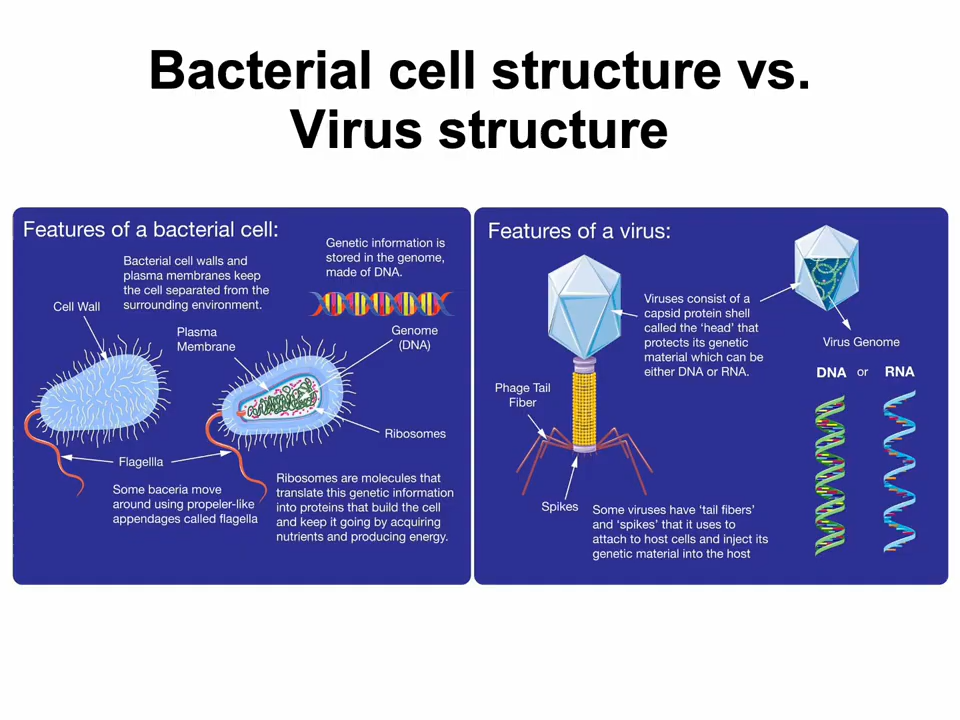 Bacterial cell structure vs.
Virus structure
Features of a bacterial cell:
Bacterial cell walls and
plasma membranes keep
the cell separated from the
surrounding environment.
Genetic information is
stored in the genome,
made of DNA.
Cell Wall
Plasma
Membrane
Genome
(DNA)
Ribosomes
Flagellla
Some baceria move
around using propeler-like
appendages called flagella
Ribosomes are molecules that
translate this genetic information
into proteins that build the cell
and keep it going by acquiring
nutrients and producing energy.
Features of a virus:
Viruses consist of a
capsid protein shell
called the ‘head’ that
protects its genetic
material which can be
either DNA or RNA.
Virus Genome
DNA or RNA
Phage Tail
Fiber
Spikes
Some viruses have ‘tail fibers’
and ‘spikes’ that it uses to
attach to host cells and inject its
genetic material into the host